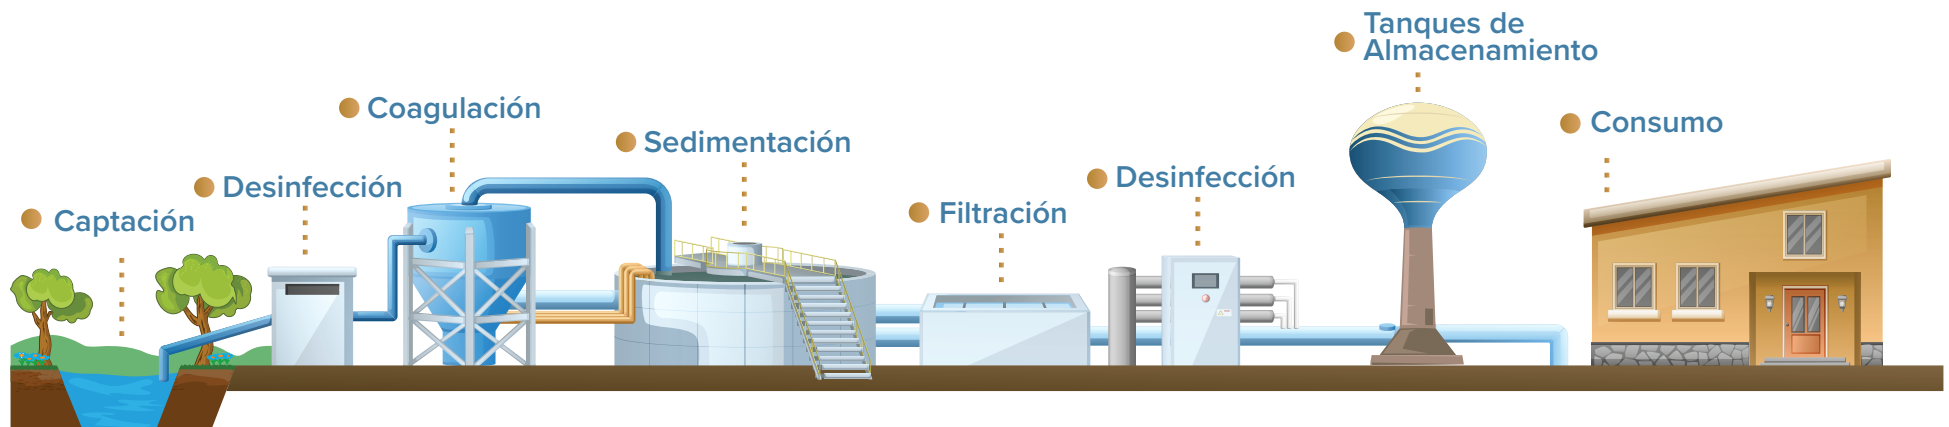 Captación
Desinfección
Coagulación
Sedimentación
Filtración
Desinfección
Tanques de
Almacenamiento
Consumo